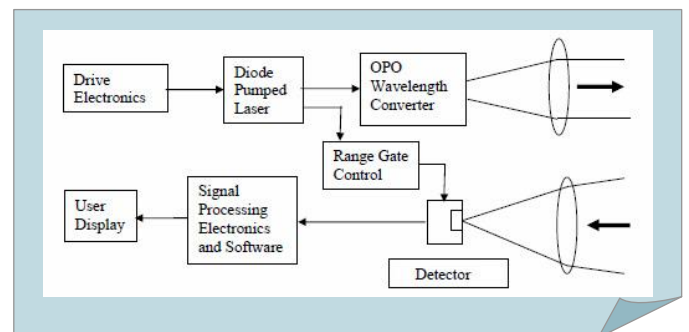 Drive
Electronics
Diode
Pumped
Laser
OPO
Wavelength
Converter
Range Gate
Control
User
Display
Signal
Processing
Electronics
and Software
Detector